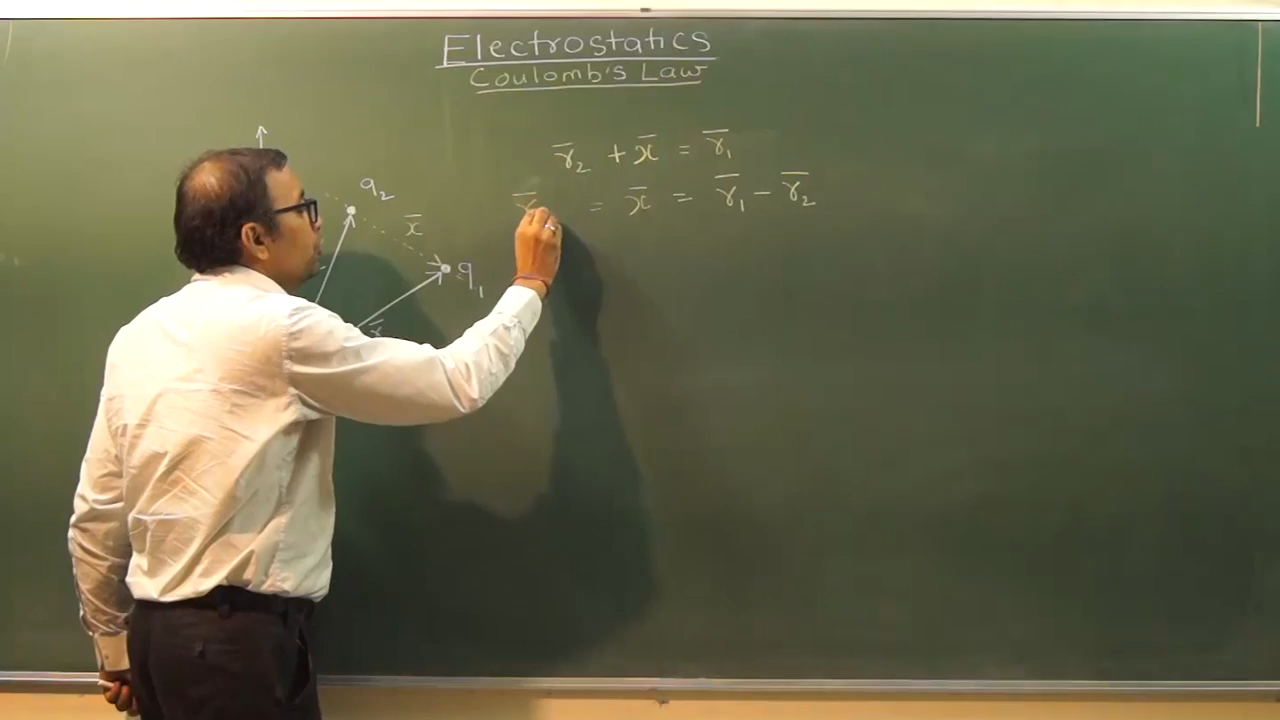 Electrostatics
Coulomb's Law
r̅₂ + x̅ = r̅₁
= x̅ = r̅₁ − r̅₂
q₂
x̅
q₁